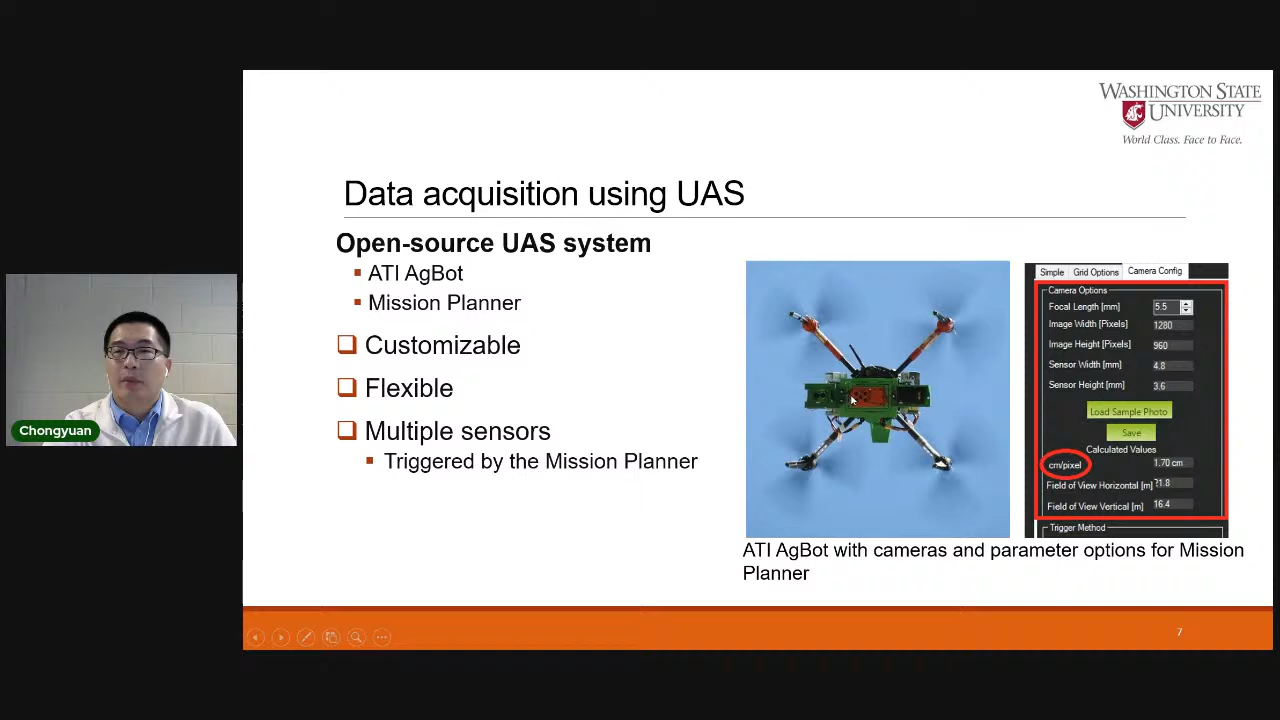 WASHINGTON STATE
UNIVERSITY
World Class. Face to Face.
Data acquisition using UAS
Open-source UAS system
ATI AgBot
Mission Planner
Customizable
Flexible
Multiple sensors
Triggered by the Mission Planner
Chongyuan
Simple Grid Options Camera Config
Camera Options
Focal Length [mm] 5.5
Image Width [Pixels] 1280
Image Height [Pixels] 960
Sensor Width [mm] 4.8
Sensor Height [mm] 3.6
Load Sample Photo
Save
Calculated Values
cm/pixel 1.70 cm
Field of View Horizontal [m] 21.8
Field of View Vertical [m] 16.4
Trigger Method
ATI AgBot with cameras and parameter options for Mission
Planner
7